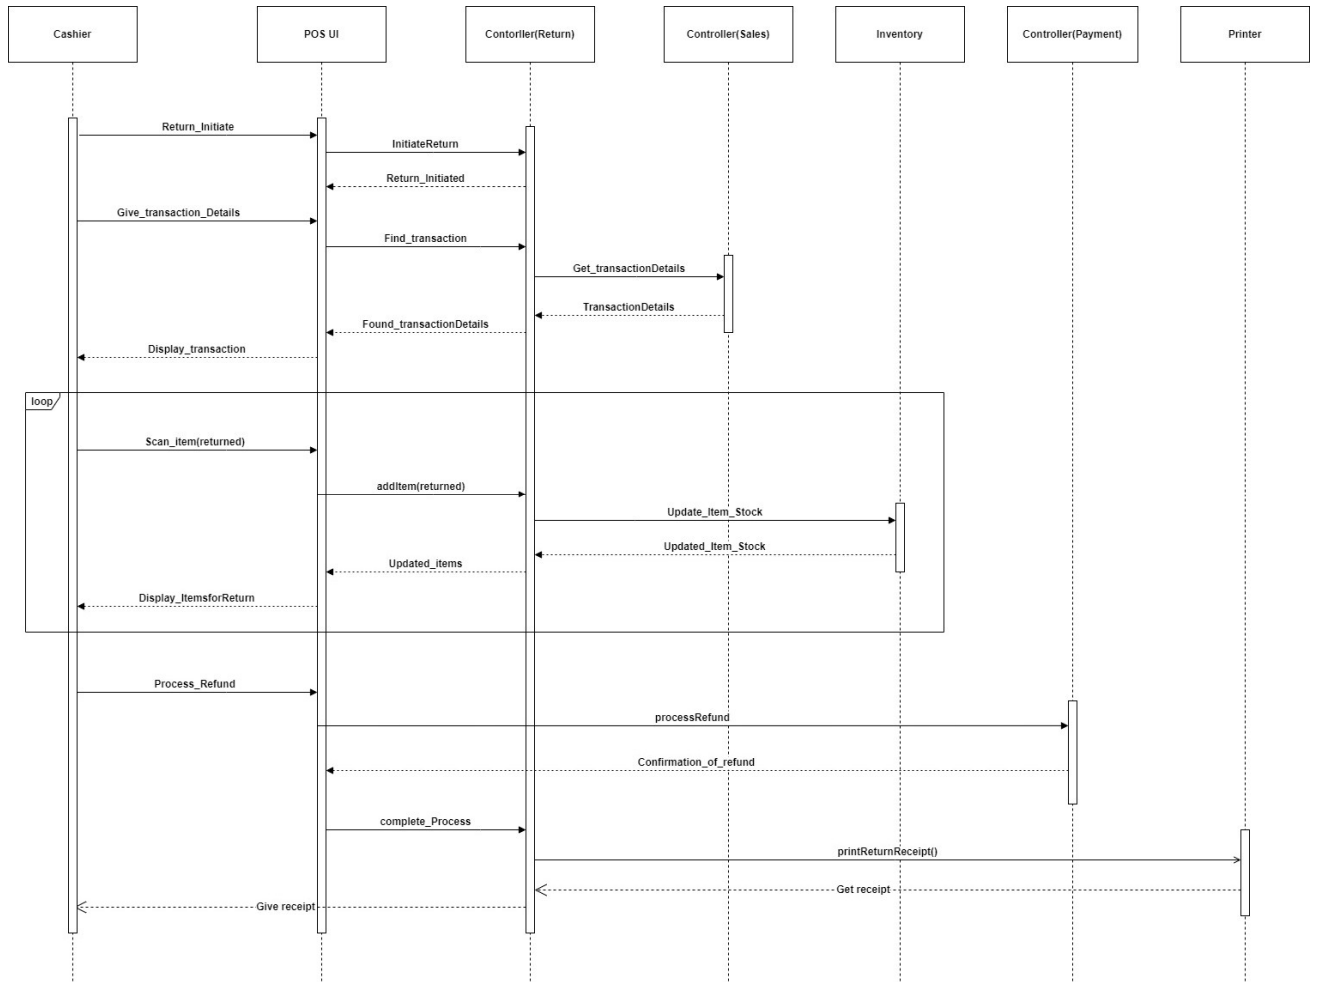 Cashier
POS UI
Contorller(Return)
Controller(Sales)
Inventory
Controller(Payment)
Printer
Return_Initiate
InitiateReturn
Return_Initiated
Give_transaction_Details
Find_transaction
Get_transactionDetails
TransactionDetails
Found_transactionDetails
Display_transaction
loop
Scan_item(returned)
addItem(returned)
Update_Item_Stock
Updated_Item_Stock
Updated_items
Display_ItemsforReturn
Process_Refund
processRefund
Confirmation_of_refund
complete_Process
printReturnReceipt()
Get receipt
Give receipt